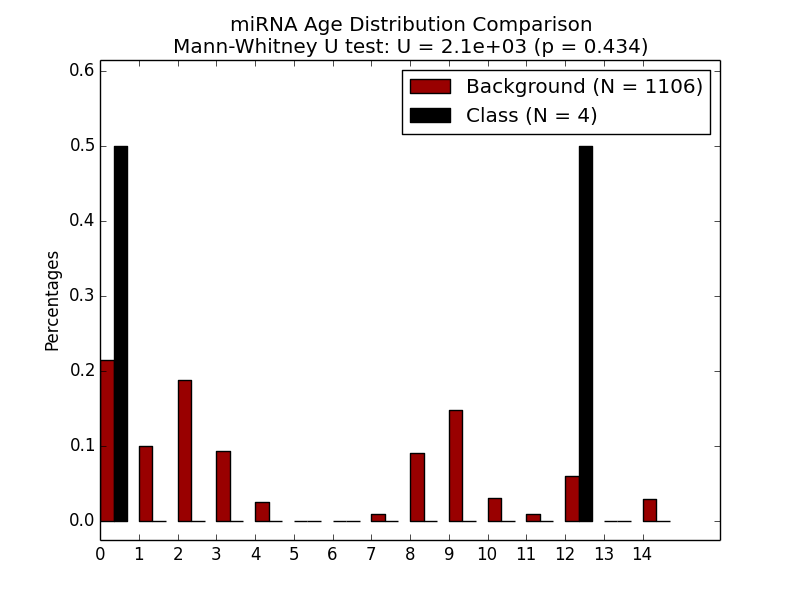 miRNA Age Distribution Comparison
Mann-Whitney U test: U = 2.1e+03 (p = 0.434)
Background (N = 1106)
Class (N = 4)
Percentages
0.6
0.5
0.4
0.3
0.2
0.1
0.0
0 1 2 3 4 5 6 7 8 9 10 11 12 13 14